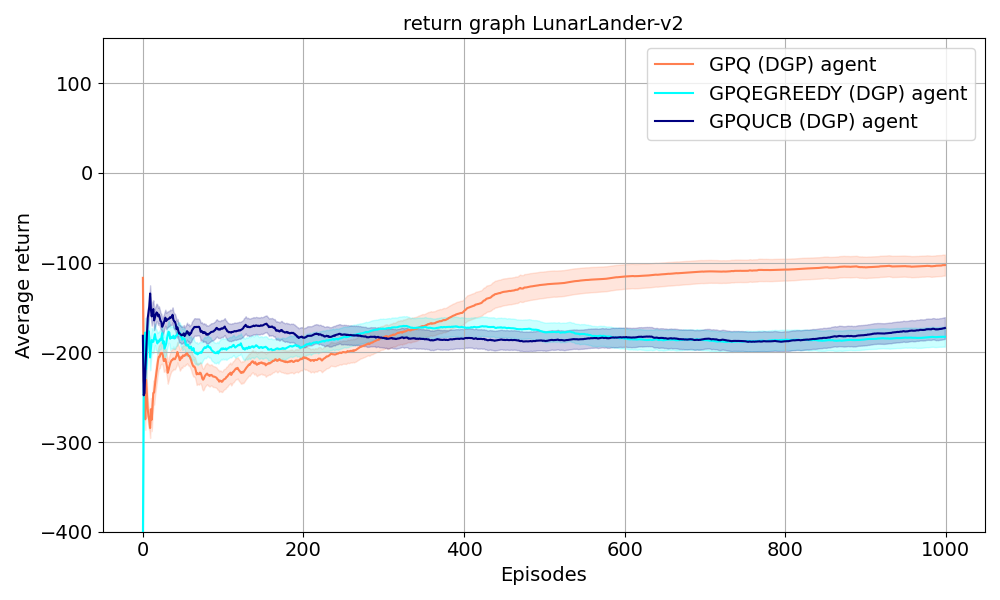 return graph LunarLander-v2
GPQ (DGP) agent
GPQEGREEDY (DGP) agent
GPQUCB (DGP) agent
Average return
100
0
−100
−200
−300
−400
0 200 400 600 800 1000
Episodes